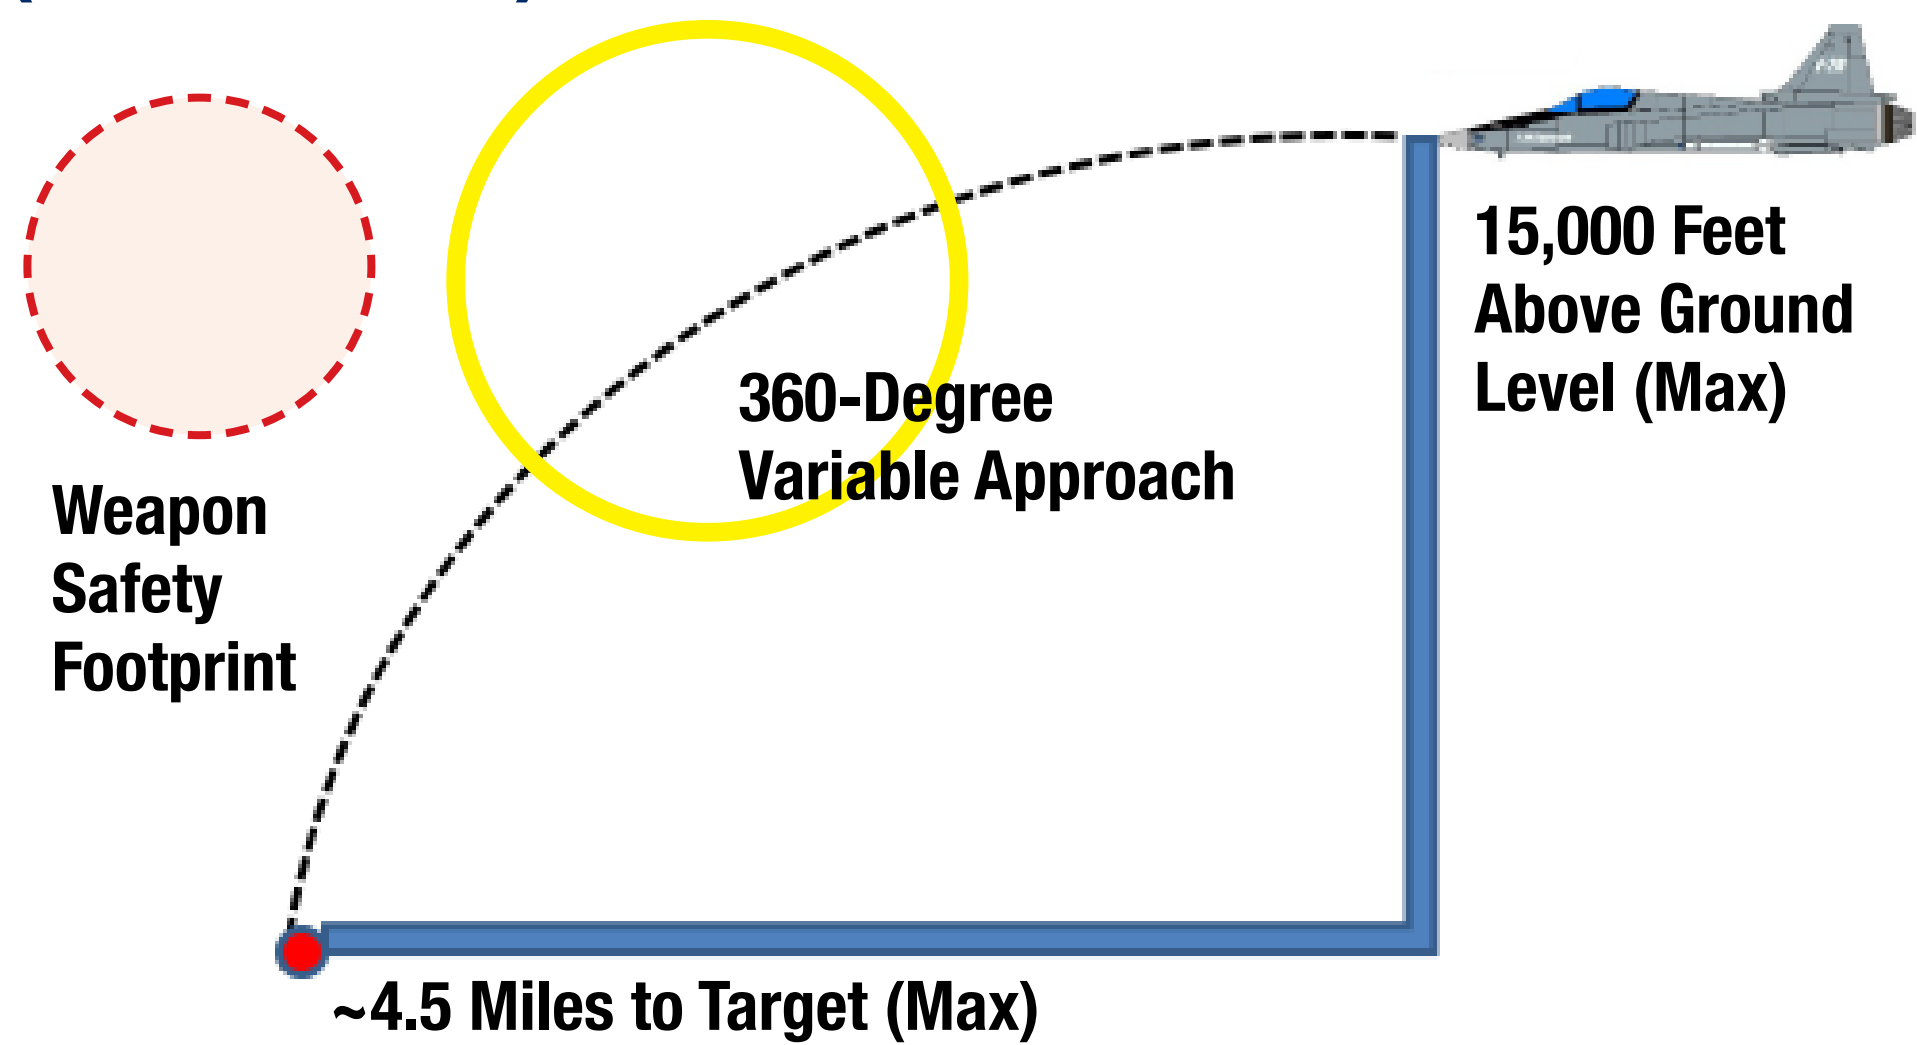 15,000 Feet
Above Ground
Level (Max)
360-Degree
Variable Approach
Weapon
Safety
Footprint
~4.5 Miles to Target (Max)